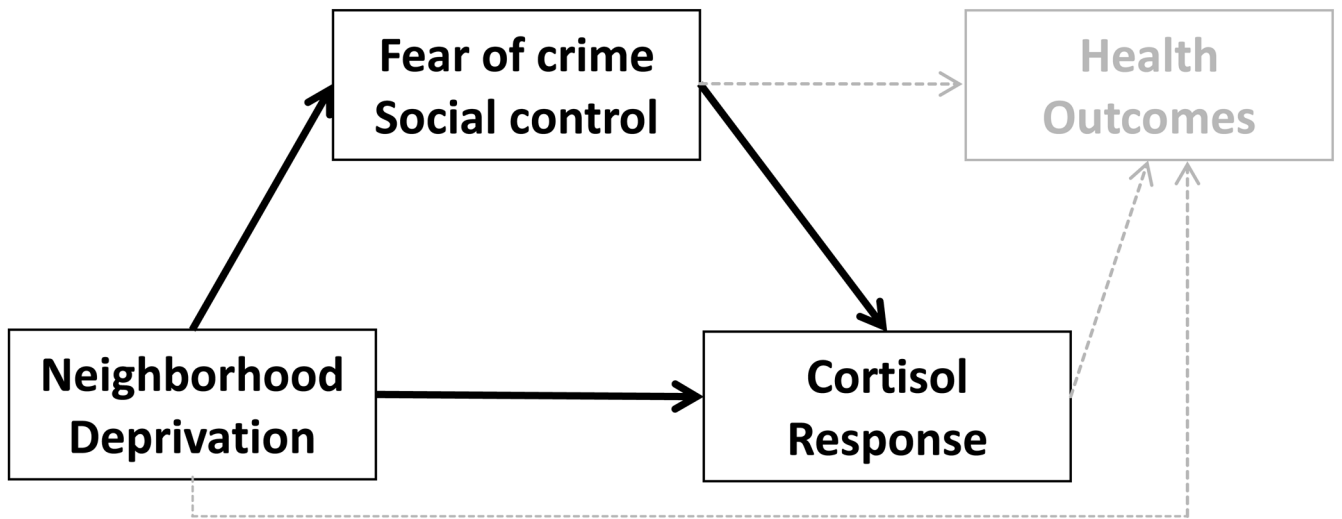 Fear of crime
Social control
Health
Outcomes
Neighborhood
Deprivation
Cortisol
Response